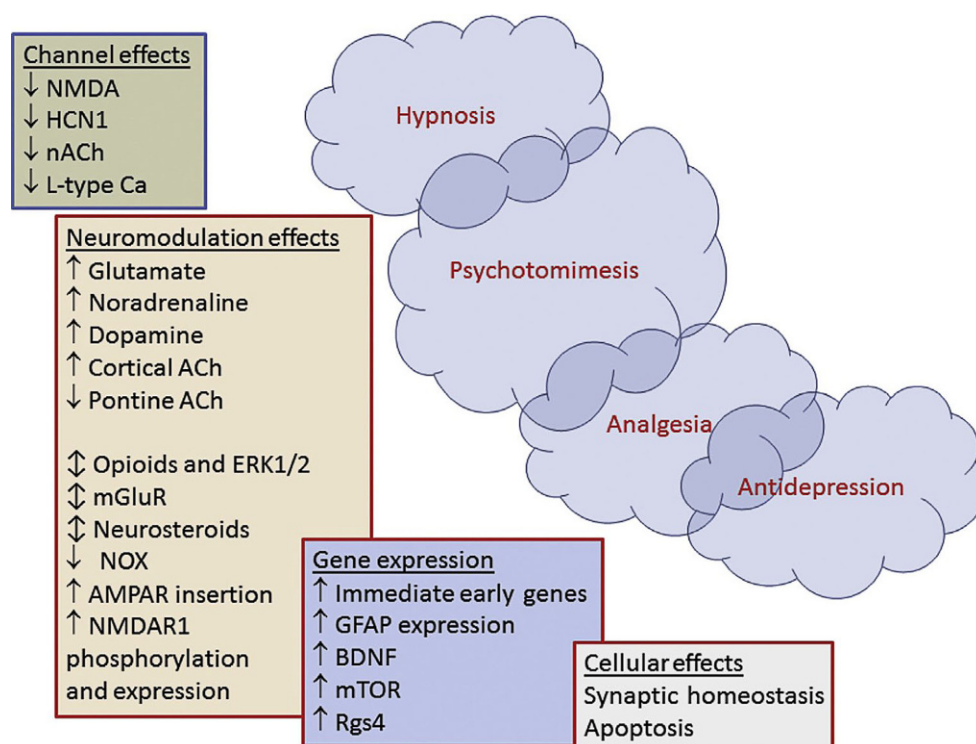 Channel effects
↓ NMDA
↓ HCN1
↓ nACh
↓ L-type Ca
Hypnosis
Psychotomimesis
Analgesia
Antidepression
Neuromodulation effects
↑ Glutamate
↑ Noradrenaline
↑ Dopamine
↑ Cortical ACh
↓ Pontine ACh
↕ Opioids and ERK1/2
↕ mGluR
↕ Neurosteroids
↓ NOX
↑ AMPAR insertion
↑ NMDAR1
phosphorylation
and expression
Gene expression
↑ Immediate early genes
↑ GFAP expression
↑ BDNF
↑ mTOR
↑ Rgs4
Cellular effects
Synaptic homeostasis
Apoptosis